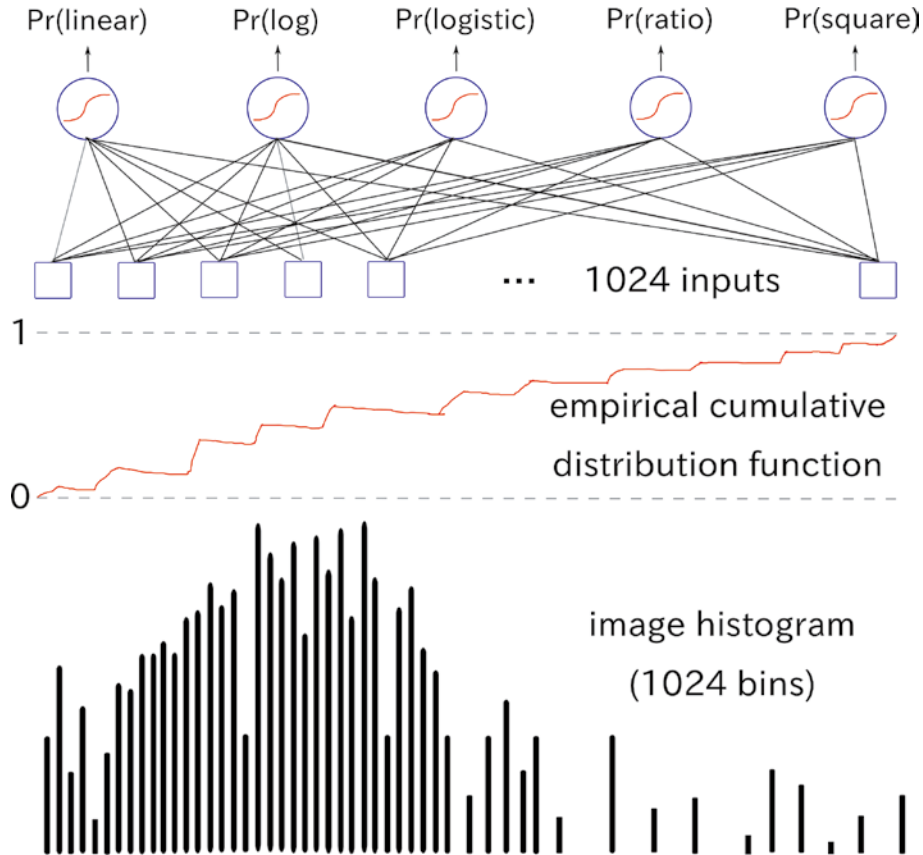 Pr(linear) Pr(log) Pr(logistic) Pr(ratio) Pr(square)
... 1024 inputs
1
empirical cumulative
distribution function
0
image histogram
(1024 bins)